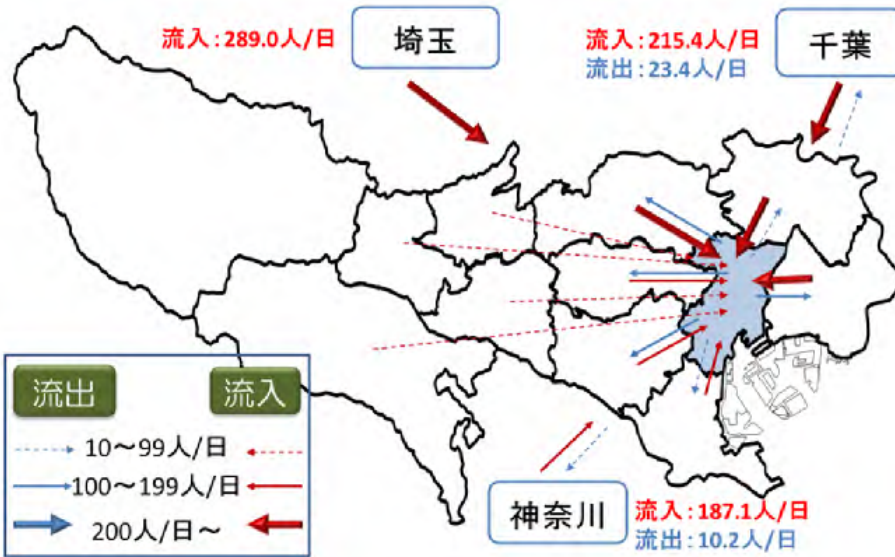 流入:289.0人/日
埼玉
流入:215.4人/日
流出:23.4人/日
千葉
流出
流入
10~99人/日
100~199人/日
200人/日~
神奈川
流入:187.1人/日
流出:10.2人/日